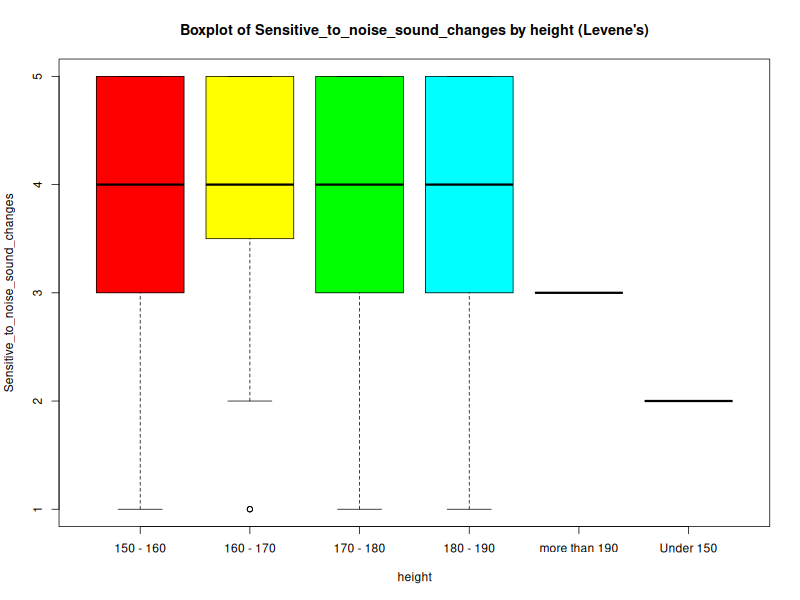 Boxplot of Sensitive_to_noise_sound_changes by height (Levene's)
Sensitive_to_noise_sound_changes
5
4
3
2
1
150 - 160 160 - 170 170 - 180 180 - 190 more than 190 Under 150
height